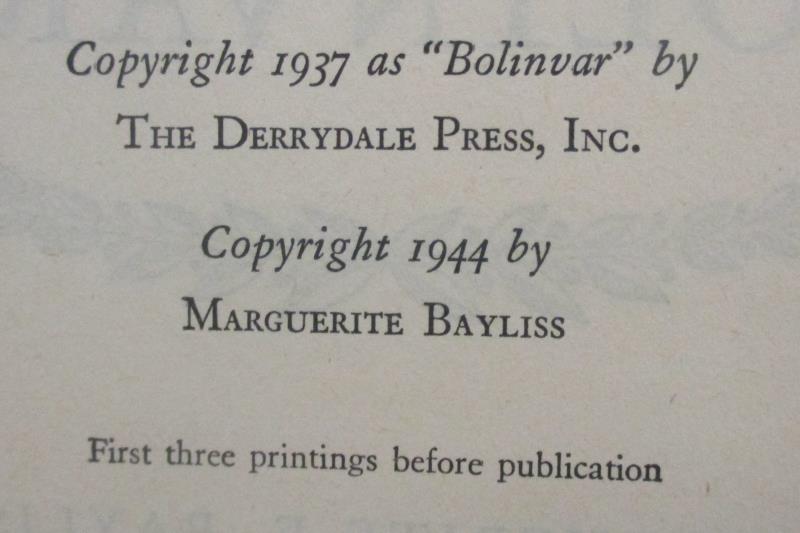 Copyright 1937 as “Bolinvar” by
THE DERRYDALE PRESS, INC.
Copyright 1944 by
MARGUERITE BAYLISS
First three printings before publication